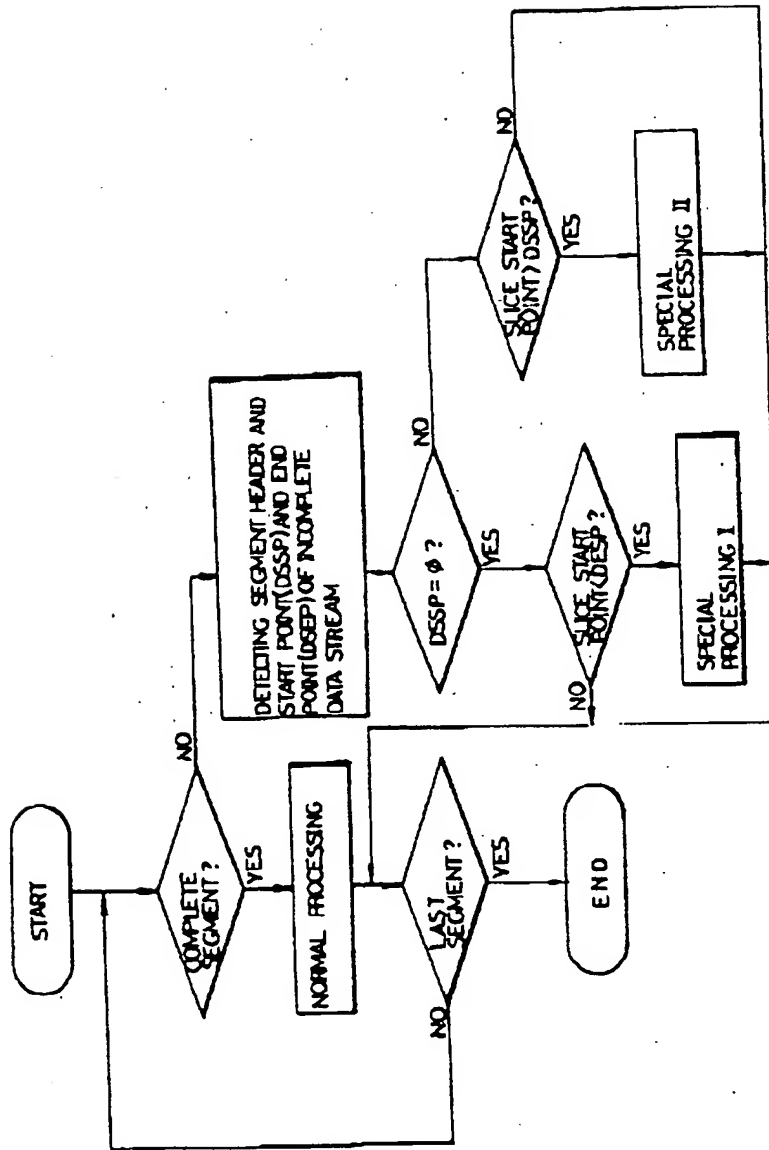 START
COMPLETE
SEGMENT?
NO
YES
NORMAL PROCESSING
DETECTING SEGMENT HEADER AND
START POINT(DSSP) AND END
POINT(DSEP) OF INCOMPLETE
DATA STREAM
DSSP=ø?
NO
YES
SLICE START
POINT(DESP?
NO
YES
SPECIAL
PROCESSING I
SLICE START
POINT) DSSP?
NO
YES
SPECIAL
PROCESSING II
LAST
SEGMENT?
NO
YES
END